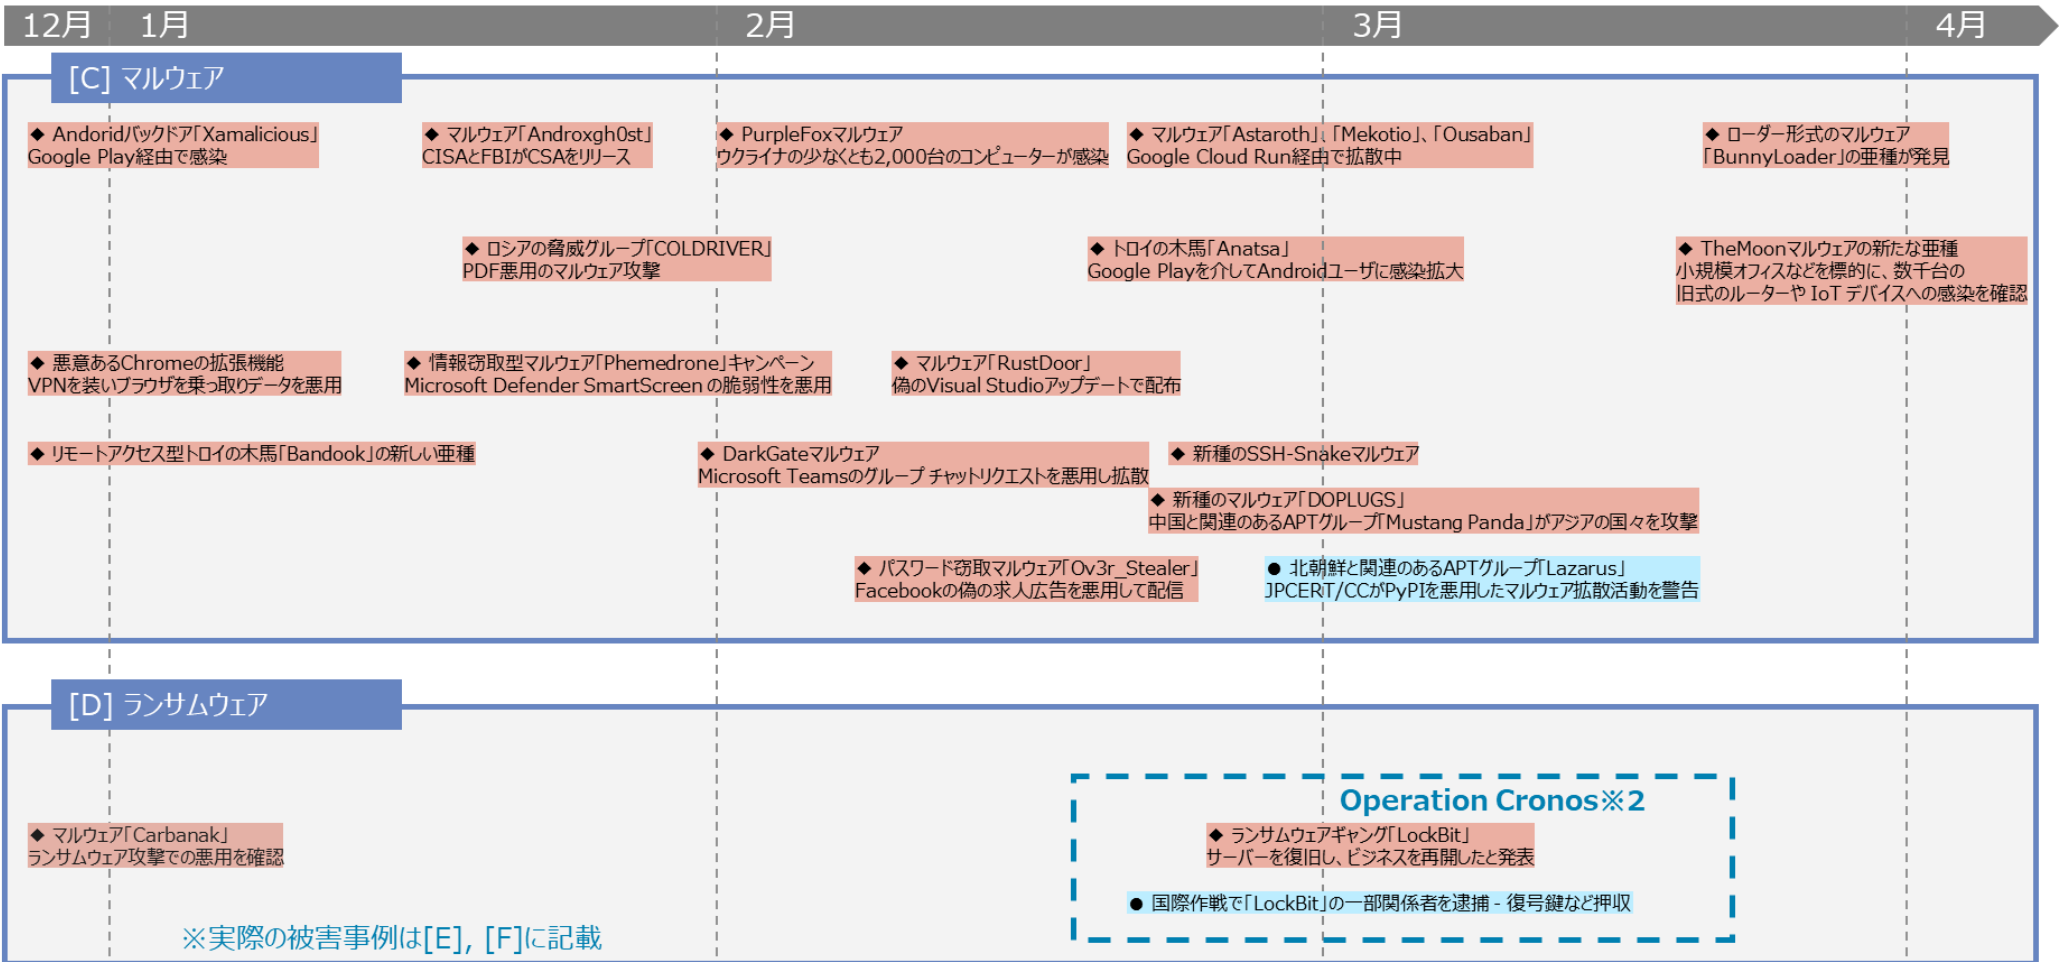 12月 1月 2月 3月 4月
[C] マルウェア
◆ Andoridバックドア「Xamalicious」
Google Play経由で感染
◆ マルウェア「Androxgh0st」
CISAとFBIがCSAをリリース
◆ PurpleFoxマルウェア
ウクライナの少なくとも2,000台のコンピューターが感染
◆ マルウェア「Astaroth」、「Mekotio」、「Ousaban」
Google Cloud Run経由で拡散中
◆ ローダー形式のマルウェア
「BunnyLoader」の亜種が発見
◆ ロシアの脅威グループ「COLDRIVER」
PDF悪用のマルウェア攻撃
◆ トロイの木馬「Anatsa」
Google Playを介してAndroidユーザに感染拡大
◆ TheMoonマルウェアの新たな亜種
小規模オフィスなどを標的に、数千台の
旧式のルーターや IoT デバイスへの感染を確認
◆ 悪意あるChromeの拡張機能
VPNを装いブラウザを乗っ取りデータを悪用
◆ 情報窃取型マルウェア「Phemedrone」キャンペーン
Microsoft Defender SmartScreen の脆弱性を悪用
◆ マルウェア「RustDoor」
偽のVisual Studioアップデートで配布
◆ リモートアクセス型トロイの木馬「Bandook」の新しい亜種
◆ DarkGateマルウェア
Microsoft Teamsのグループ チャットリクエストを悪用し拡散
◆ 新種のSSH-Snakeマルウェア
◆ 新種のマルウェア「DOPLUGS」
中国と関連のあるAPTグループ「Mustang Panda」がアジアの国々を攻撃
◆ パスワード窃取マルウェア「Ov3r_Stealer」
Facebookの偽の求人広告を悪用して配信
● 北朝鮮と関連のあるAPTグループ「Lazarus」
JPCERT/CCがPyPIを悪用したマルウェア拡散活動を警告
[D] ランサムウェア
Operation Cronos※2
◆ マルウェア「Carbanak」
ランサムウェア攻撃での悪用を確認
◆ ランサムウェアギャング「LockBit」
サーバーを復旧し、ビジネスを再開したと発表
● 国際作戦で「LockBit」の一部関係者を逮捕 - 復号鍵など押収
※実際の被害事例は[E], [F]に記載